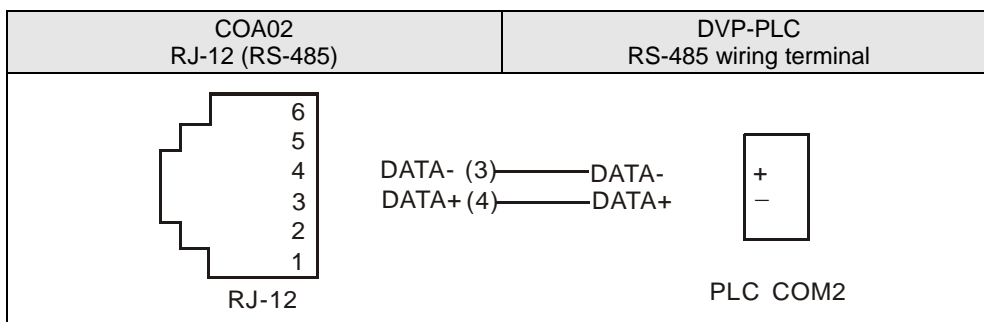 COA02
RJ-12 (RS-485)
DVP-PLC
RS-485 wiring terminal
6
5
4
3
2
1
RJ-12
DATA- (3) DATA-
DATA+ (4) DATA+
+
–
PLC COM2